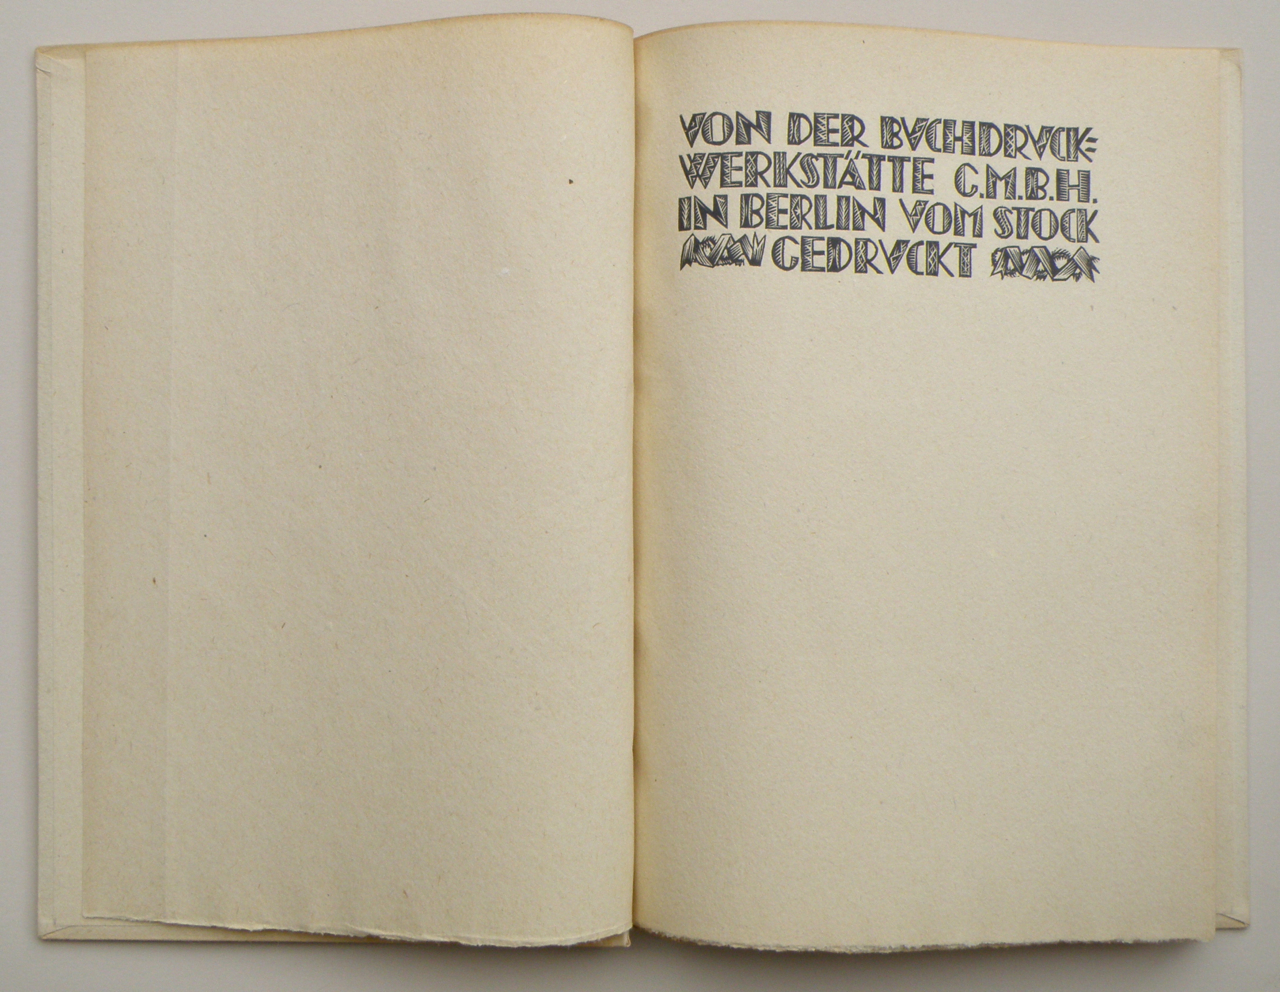 VON DER BVCHDRVCK=
WERKSTÄTTE G.M.B.H.
IN BERLIN VOM STOCK
GEDRVCKT